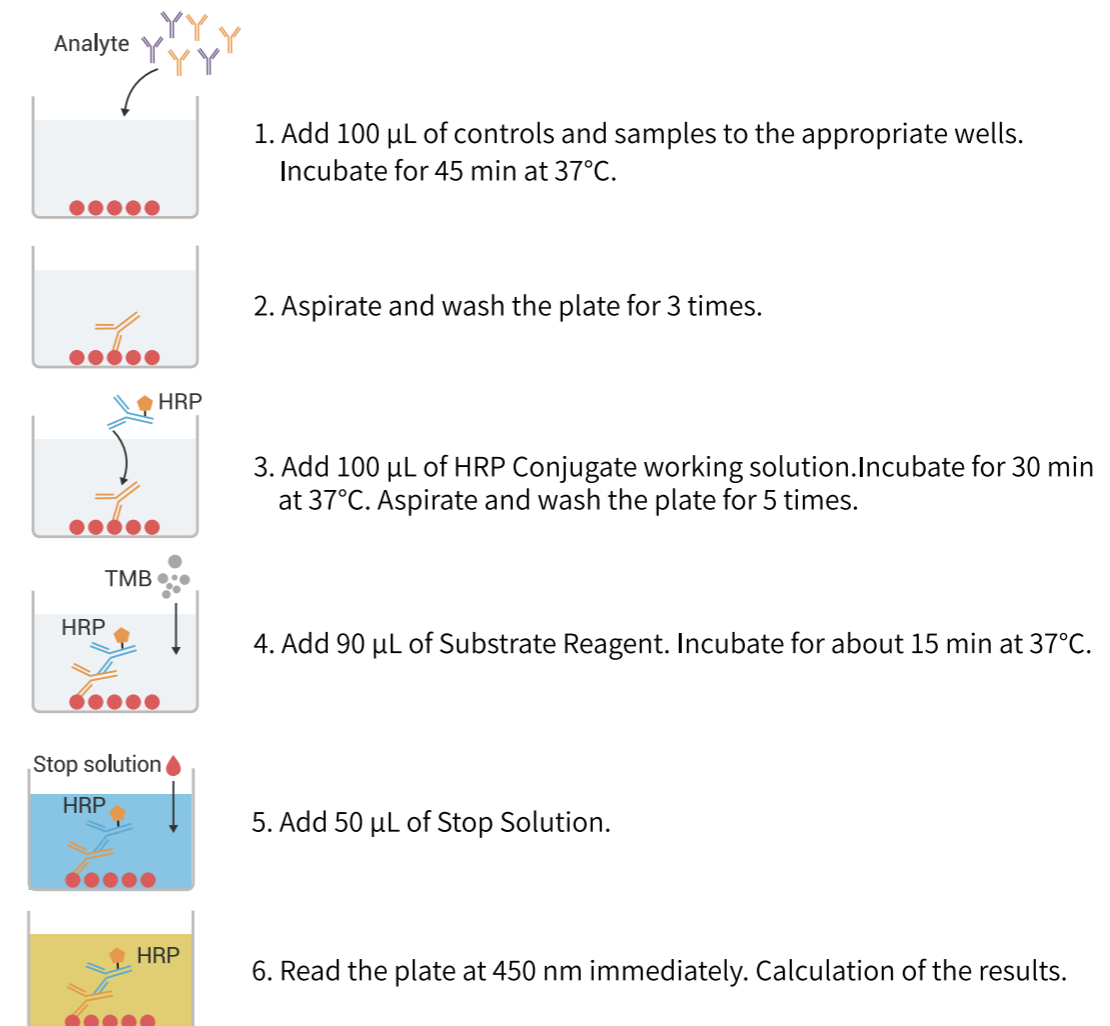 Analyte
1. Add 100 µL of controls and samples to the appropriate wells.
Incubate for 45 min at 37°C.
2. Aspirate and wash the plate for 3 times.
HRP
3. Add 100 µL of HRP Conjugate working solution.Incubate for 30 min
at 37°C. Aspirate and wash the plate for 5 times.
TMB
HRP
4. Add 90 µL of Substrate Reagent. Incubate for about 15 min at 37°C.
Stop solution
HRP
5. Add 50 µL of Stop Solution.
HRP
6. Read the plate at 450 nm immediately. Calculation of the results.